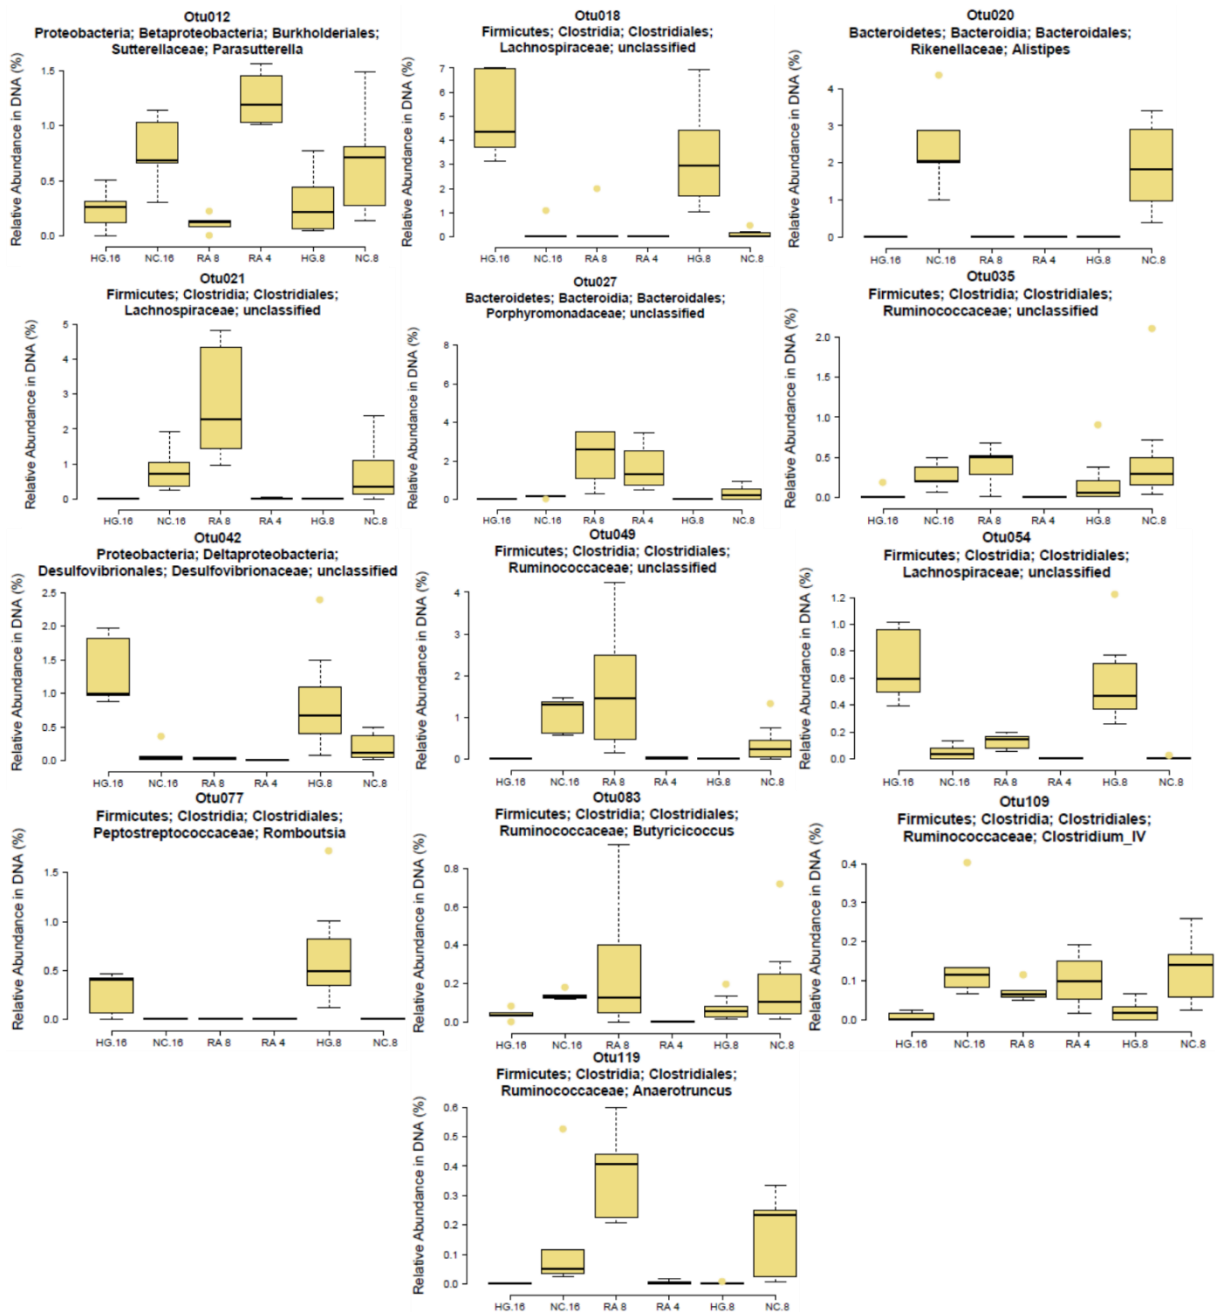 Otu012
Proteobacteria; Betaproteobacteria; Burkholderiales;
Sutterellaceae; Parasutterella
Relative Abundance in DNA (%)
1.5
1.0
0.5
0.0
HG.16 NC.16 RA 8 RA 4 HG.8 NC.8
Otu018
Firmicutes; Clostridia; Clostridiales;
Lachnospiraceae; unclassified
Relative Abundance in DNA (%)
7
6
5
4
3
2
1
0
HG.16 NC.16 RA 8 RA 4 HG.8 NC.8
Otu020
Bacteroidetes; Bacteroidia; Bacteroidales;
Rikenellaceae; Alistipes
Relative Abundance in DNA (%)
4
3
2
1
0
HG.16 NC.16 RA 8 RA 4 HG.8 NC.8
Otu021
Firmicutes; Clostridia; Clostridiales;
Lachnospiraceae; unclassified
Relative Abundance in DNA (%)
5
4
3
2
1
0
HG.16 NC.16 RA 8 RA 4 HG.8 NC.8
Otu027
Bacteroidetes; Bacteroidia; Bacteroidales;
Porphyromonadaceae; unclassified
Relative Abundance in DNA (%)
8
6
4
2
0
HG.16 NC.16 RA 8 RA 4 HG.8 NC.8
Otu035
Firmicutes; Clostridia; Clostridiales;
Ruminococcaceae; unclassified
Relative Abundance in DNA (%)
2.0
1.5
1.0
0.5
0.0
HG.16 NC.16 RA 8 RA 4 HG.8 NC.8
Otu042
Proteobacteria; Deltaproteobacteria;
Desulfovibrionales; Desulfovibrionaceae; unclassified
Relative Abundance in DNA (%)
2.5
2.0
1.5
1.0
0.5
0.0
HG.16 NC.16 RA 8 RA 4 HG.8 NC.8
Otu049
Firmicutes; Clostridia; Clostridiales;
Ruminococcaceae; unclassified
Relative Abundance in DNA (%)
4
3
2
1
0
HG.16 NC.16 RA 8 RA 4 HG.8 NC.8
Otu054
Firmicutes; Clostridia; Clostridiales;
Lachnospiraceae; unclassified
Relative Abundance in DNA (%)
1.2
1.0
0.8
0.6
0.4
0.2
0.0
HG.16 NC.16 RA 8 RA 4 HG.8 NC.8
Otu077
Firmicutes; Clostridia; Clostridiales;
Peptostreptococcaceae; Romboutsia
Relative Abundance in DNA (%)
1.5
1.0
0.5
0.0
HG.16 NC.16 RA 8 RA 4 HG.8 NC.8
Otu083
Firmicutes; Clostridia; Clostridiales;
Ruminococcaceae; Butyricicoccus
Relative Abundance in DNA (%)
0.8
0.6
0.4
0.2
0.0
HG.16 NC.16 RA 8 RA 4 HG.8 NC.8
Otu109
Firmicutes; Clostridia; Clostridiales;
Ruminococcaceae; Clostridium_IV
Relative Abundance in DNA (%)
0.4
0.3
0.2
0.1
0.0
HG.16 NC.16 RA 8 RA 4 HG.8 NC.8
Otu119
Firmicutes; Clostridia; Clostridiales;
Ruminococcaceae; Anaerotruncus
Relative Abundance in DNA (%)
0.6
0.5
0.4
0.3
0.2
0.1
0.0
HG.16 NC.16 RA 8 RA 4 HG.8 NC.8